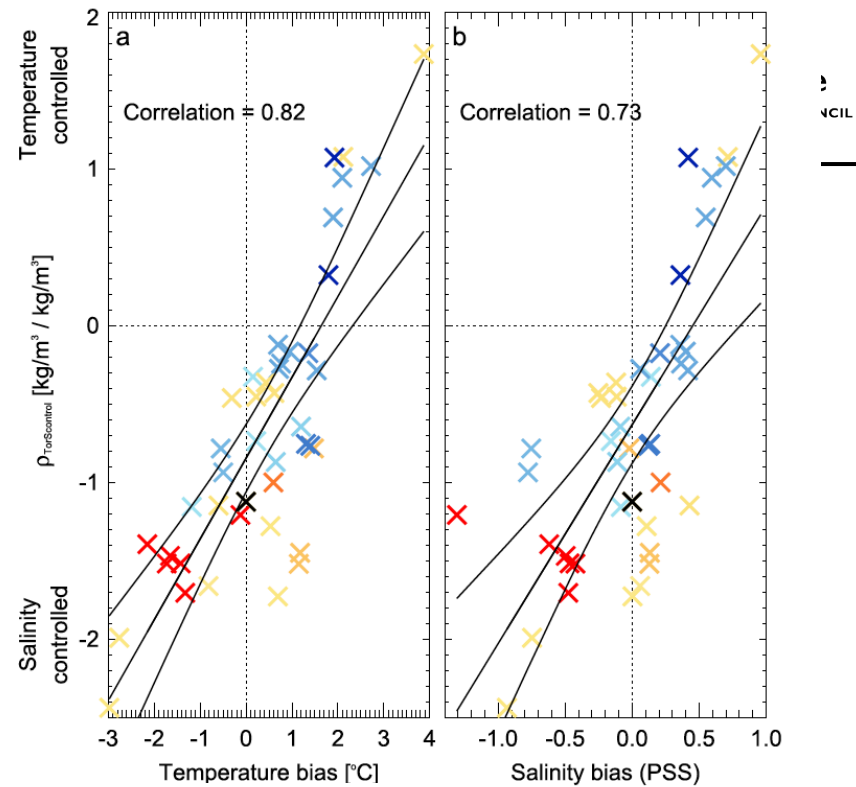 a
b
Correlation = 0.82
Correlation = 0.73
Temperature
controlled
Salinity
controlled
ρTorScontrol [kg/m³ / kg/m³]
2
1
0
-1
-2
-3 -2 -1 0 1 2 3 4
-1.0 -0.5 0.0 0.5 1.0
Temperature bias [°C]
Salinity bias (PSS)
NCIL